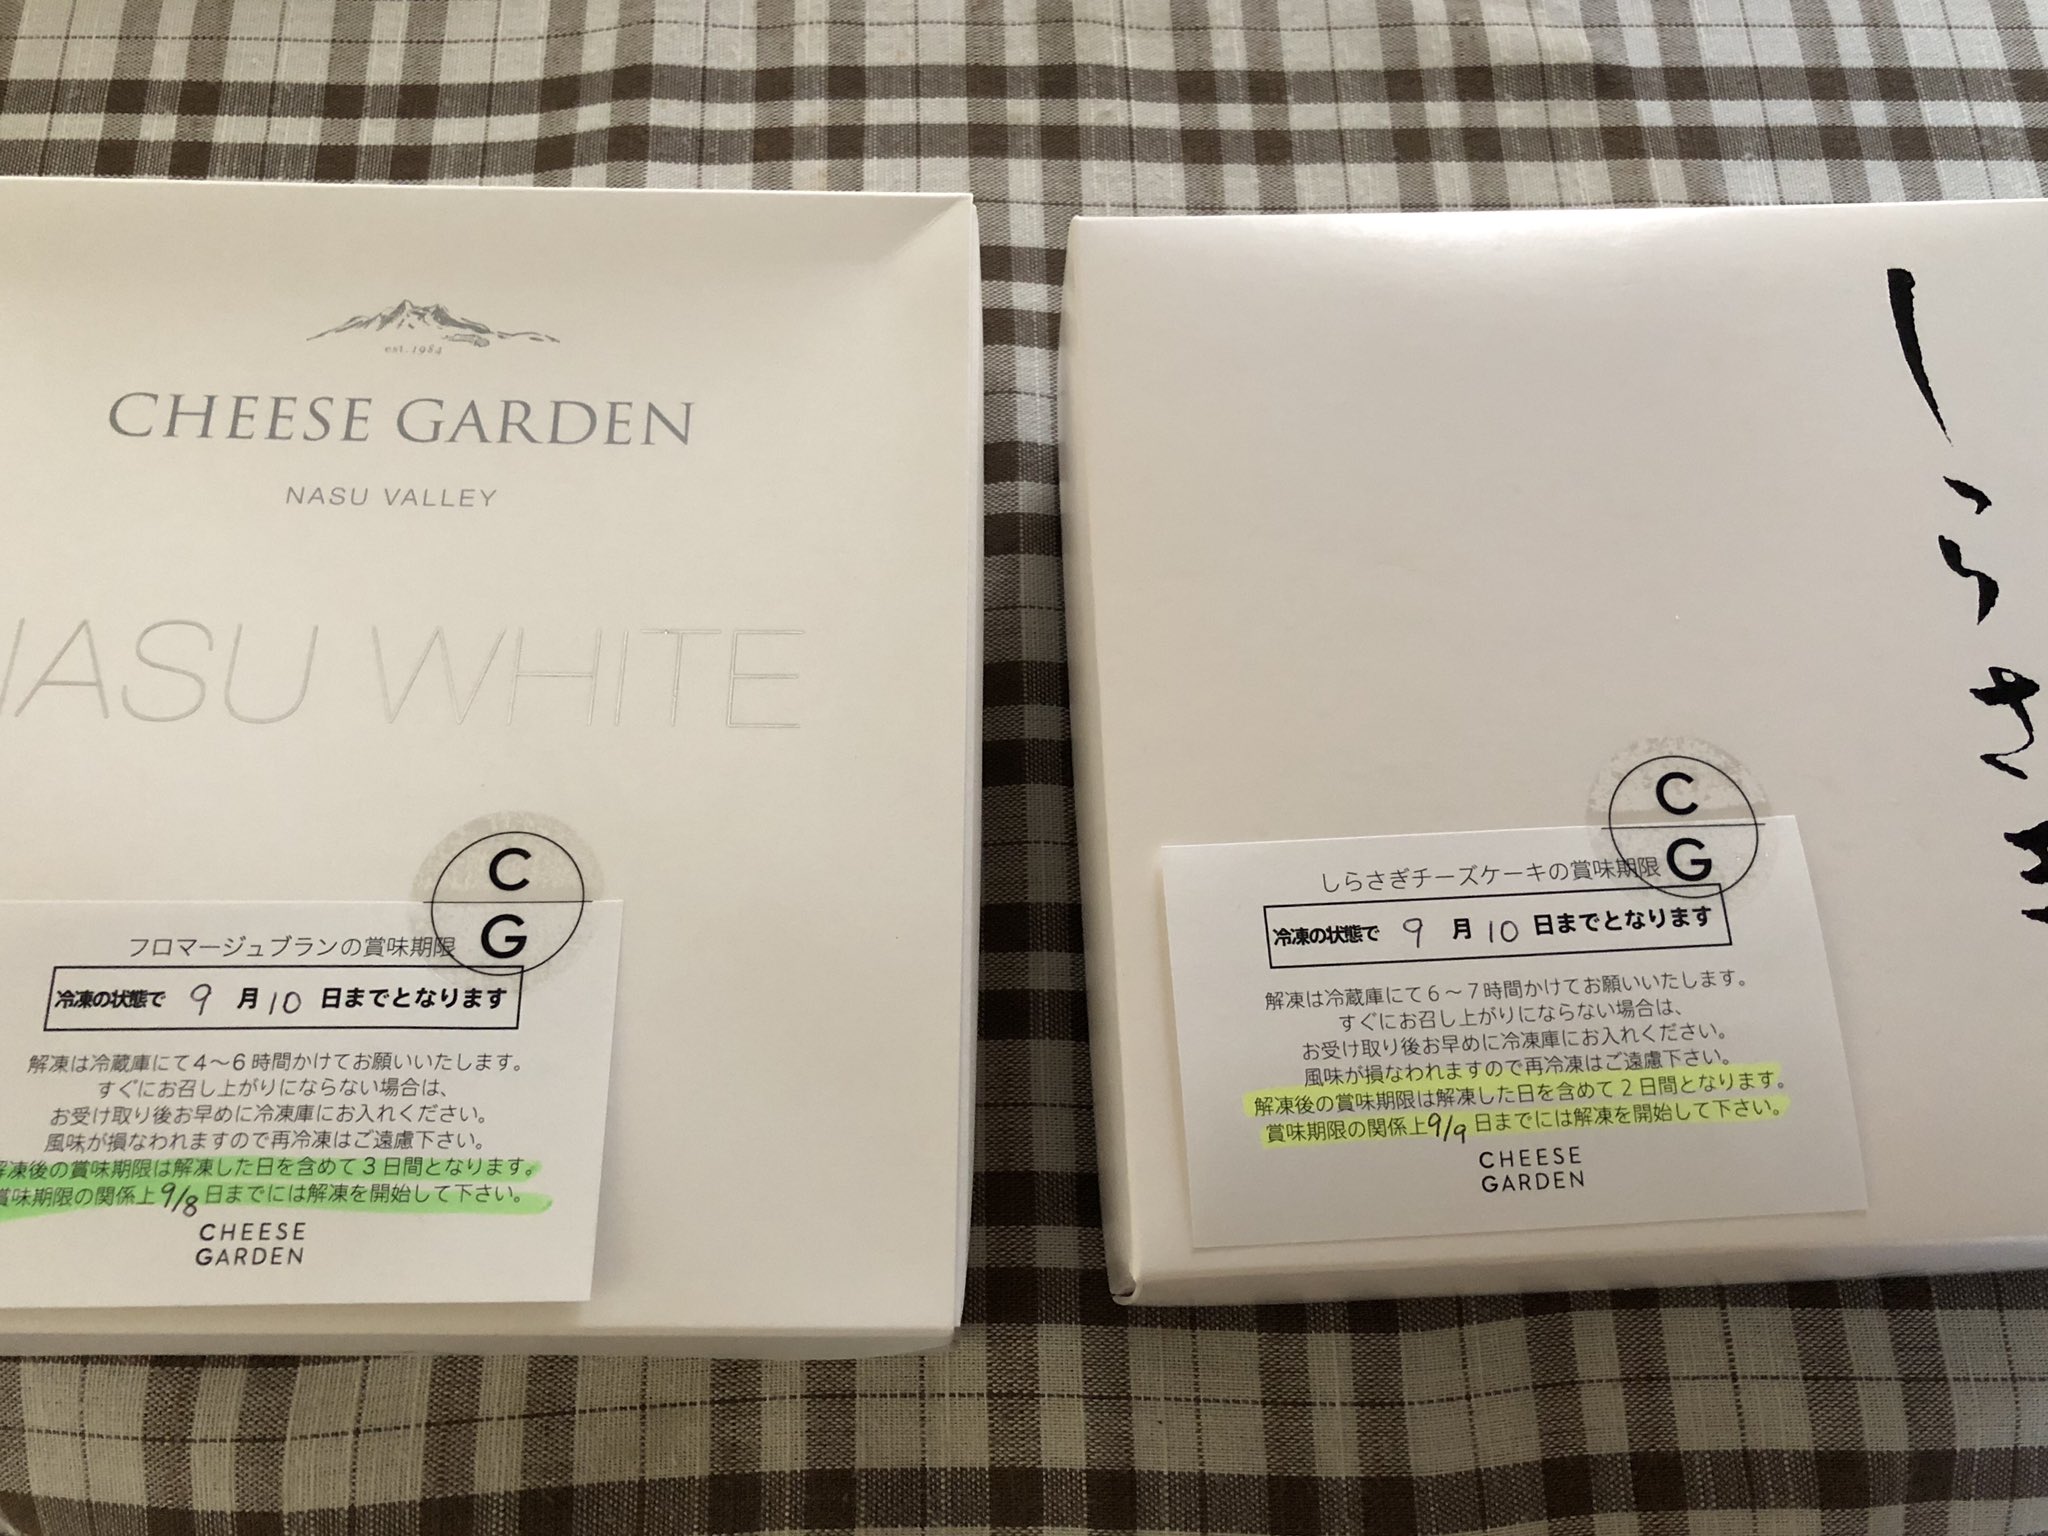 est. 1984
CHEESE GARDEN
NASU VALLEY
NASU WHITE
C
G
フロマージュブランの賞味期限
冷凍の状態で 9 月 10 日までとなります
解凍は冷蔵庫にて４～６時間かけてお願いいたします。
すぐにお召し上がりにならない場合は、
お受け取り後お早めに冷凍庫にお入れください。
風味が損なわれますので再冷凍はご遠慮下さい。
解凍後の賞味期限は解凍した日を含めて３日間となります。
賞味期限の関係上9/8日までには解凍を開始して下さい。
CHEESE
GARDEN
しらさぎ
C
G
しらさぎチーズケーキの賞味期限
冷凍の状態で 9 月 10 日までとなります
解凍は冷蔵庫にて６～７時間かけてお願いいたします。
すぐにお召し上がりにならない場合は、
お受け取り後お早めに冷凍庫にお入れください。
風味が損なわれますので再冷凍はご遠慮下さい。
解凍後の賞味期限は解凍した日を含めて２日間となります。
賞味期限の関係上9/9日までには解凍を開始して下さい。
CHEESE
GARDEN